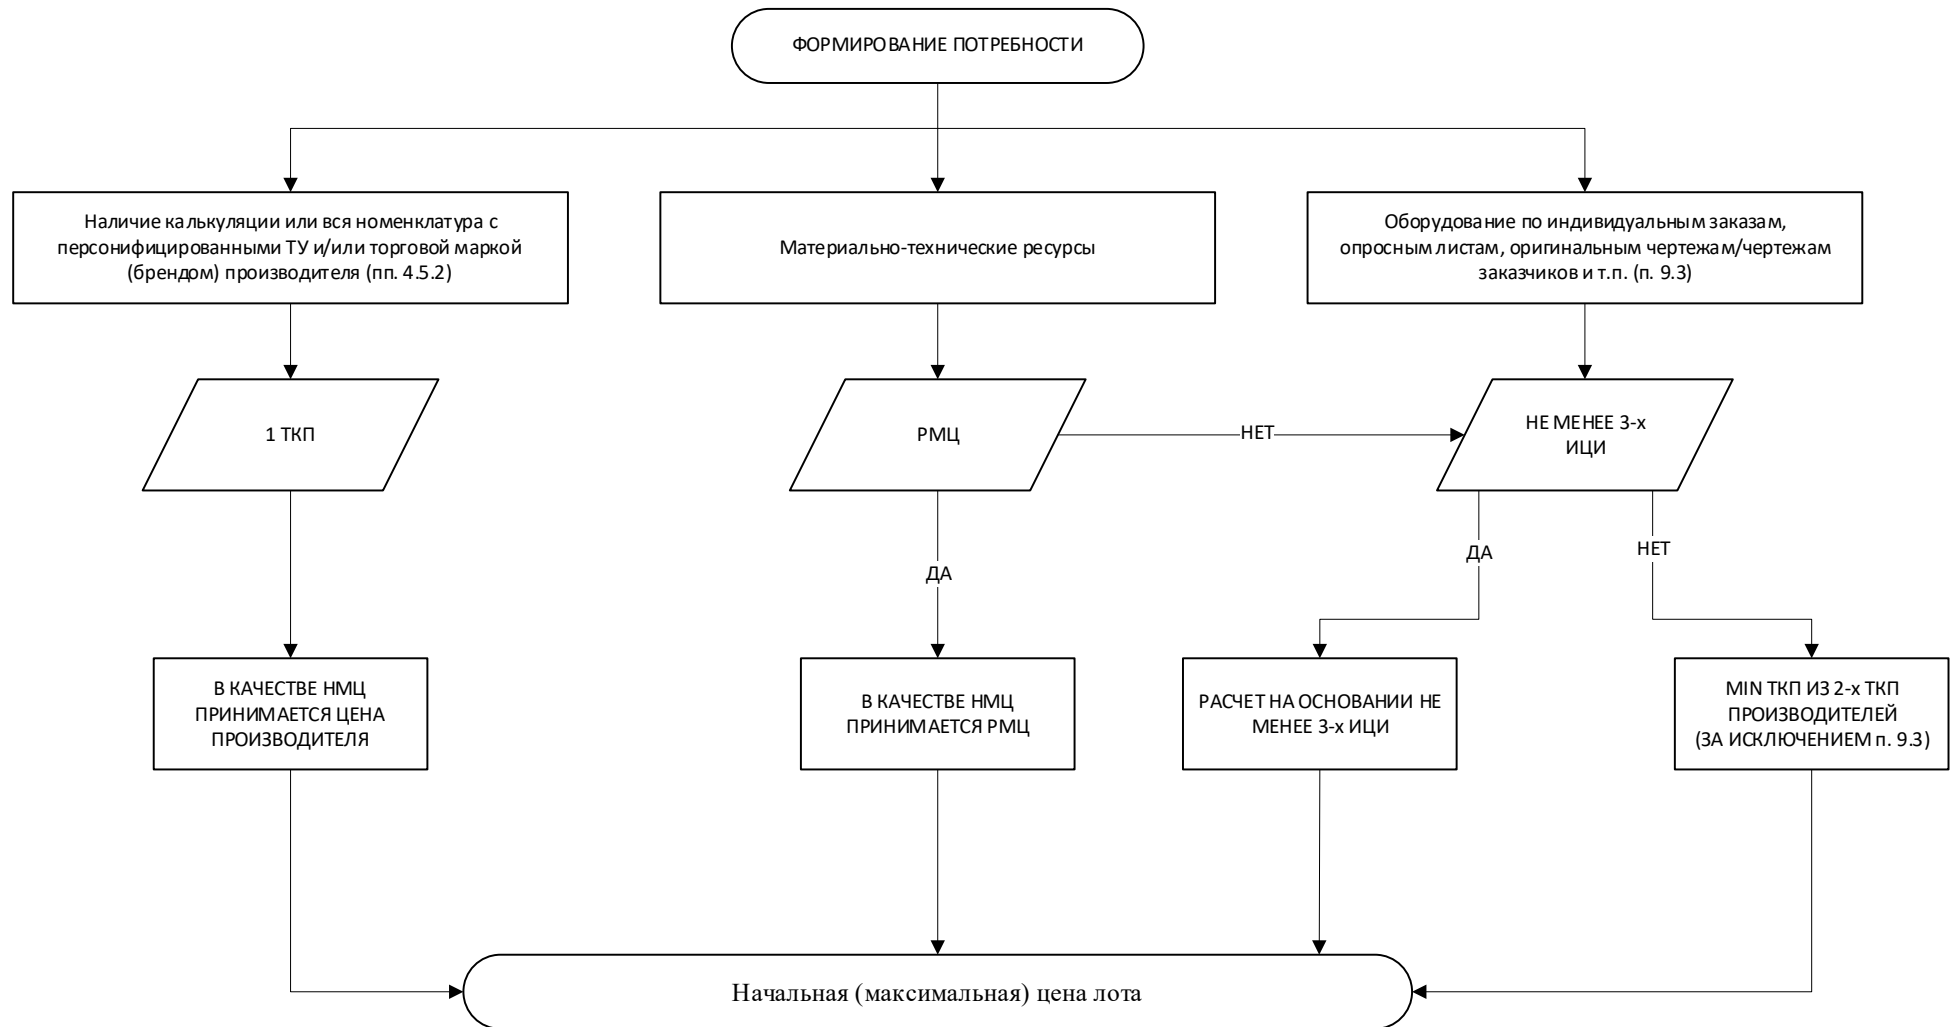 ФОРМИРОВАНИЕ ПОТРЕБНОСТИ
Наличие калькуляции или вся номенклатура с
персонифицированными ТУ и/или торговой маркой
(брендом) производителя (пп. 4.5.2)
Материально-технические ресурсы
Оборудование по индивидуальным заказам,
опросным листам, оригинальным чертежам/чертежам
заказчиков и т.п. (п. 9.3)
1 ТКП
РМЦ
НЕТ
НЕ МЕНЕЕ 3-х
ИЦИ
ДА
ДА
НЕТ
В КАЧЕСТВЕ НМЦ
ПРИНИМАЕТСЯ ЦЕНА
ПРОИЗВОДИТЕЛЯ
В КАЧЕСТВЕ НМЦ
ПРИНИМАЕТСЯ РМЦ
РАСЧЕТ НА ОСНОВАНИИ НЕ
МЕНЕЕ 3-х ИЦИ
MIN ТКП ИЗ 2-х ТКП
ПРОИЗВОДИТЕЛЕЙ
(ЗА ИСКЛЮЧЕНИЕМ п. 9.3)
Начальная (максимальная) цена лота